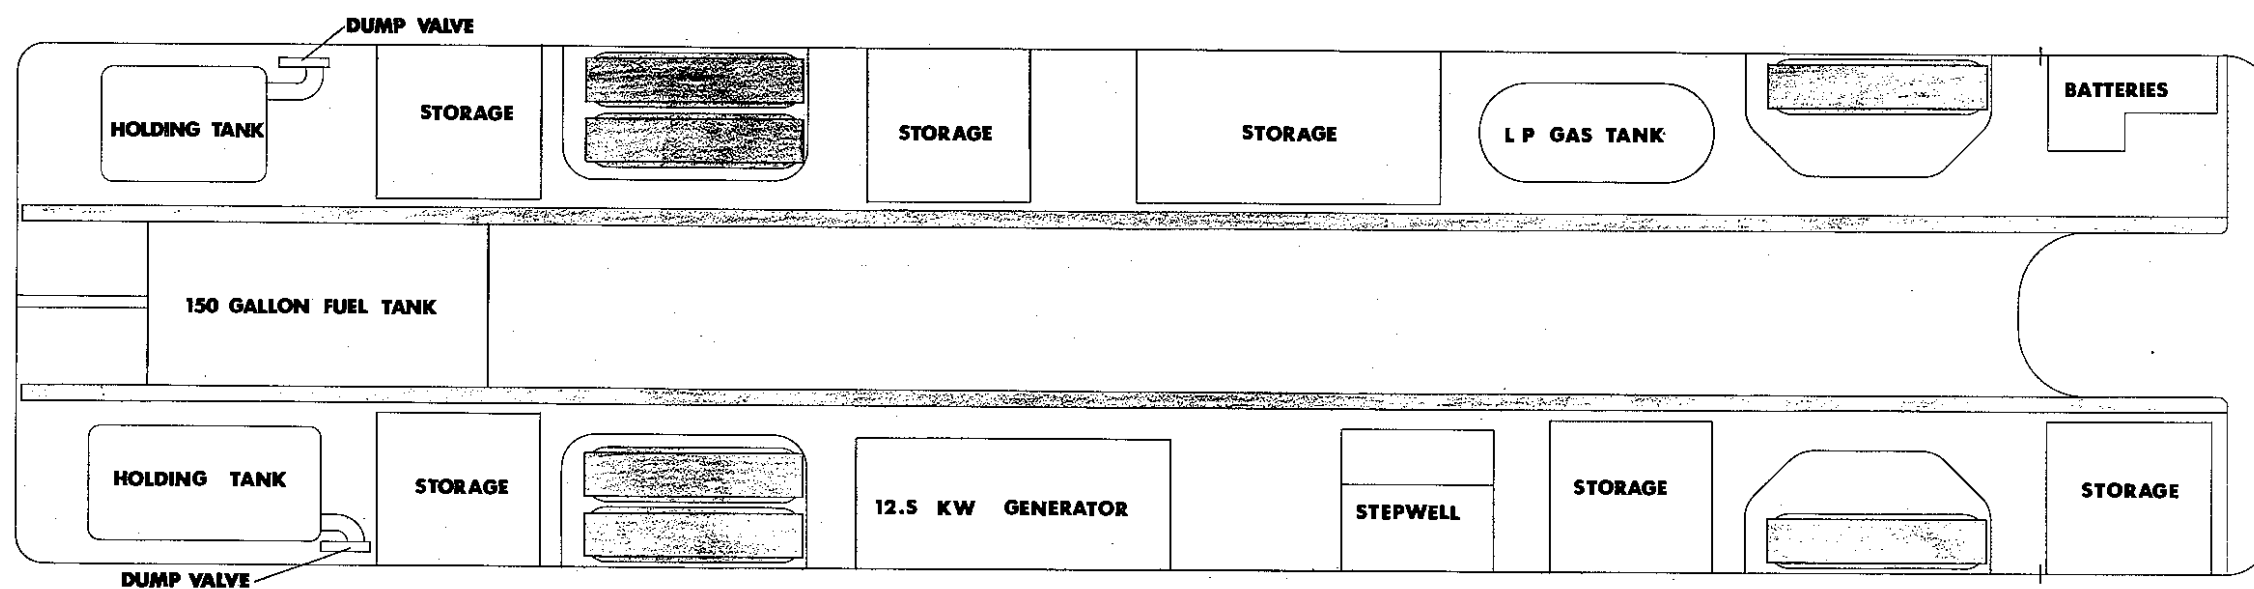 DUMP VALVE
HOLDING TANK
STORAGE
STORAGE
STORAGE
L P GAS TANK
BATTERIES
150 GALLON FUEL TANK
HOLDING TANK
DUMP VALVE
STORAGE
12.5 KW GENERATOR
STEPWELL
STORAGE
STORAGE